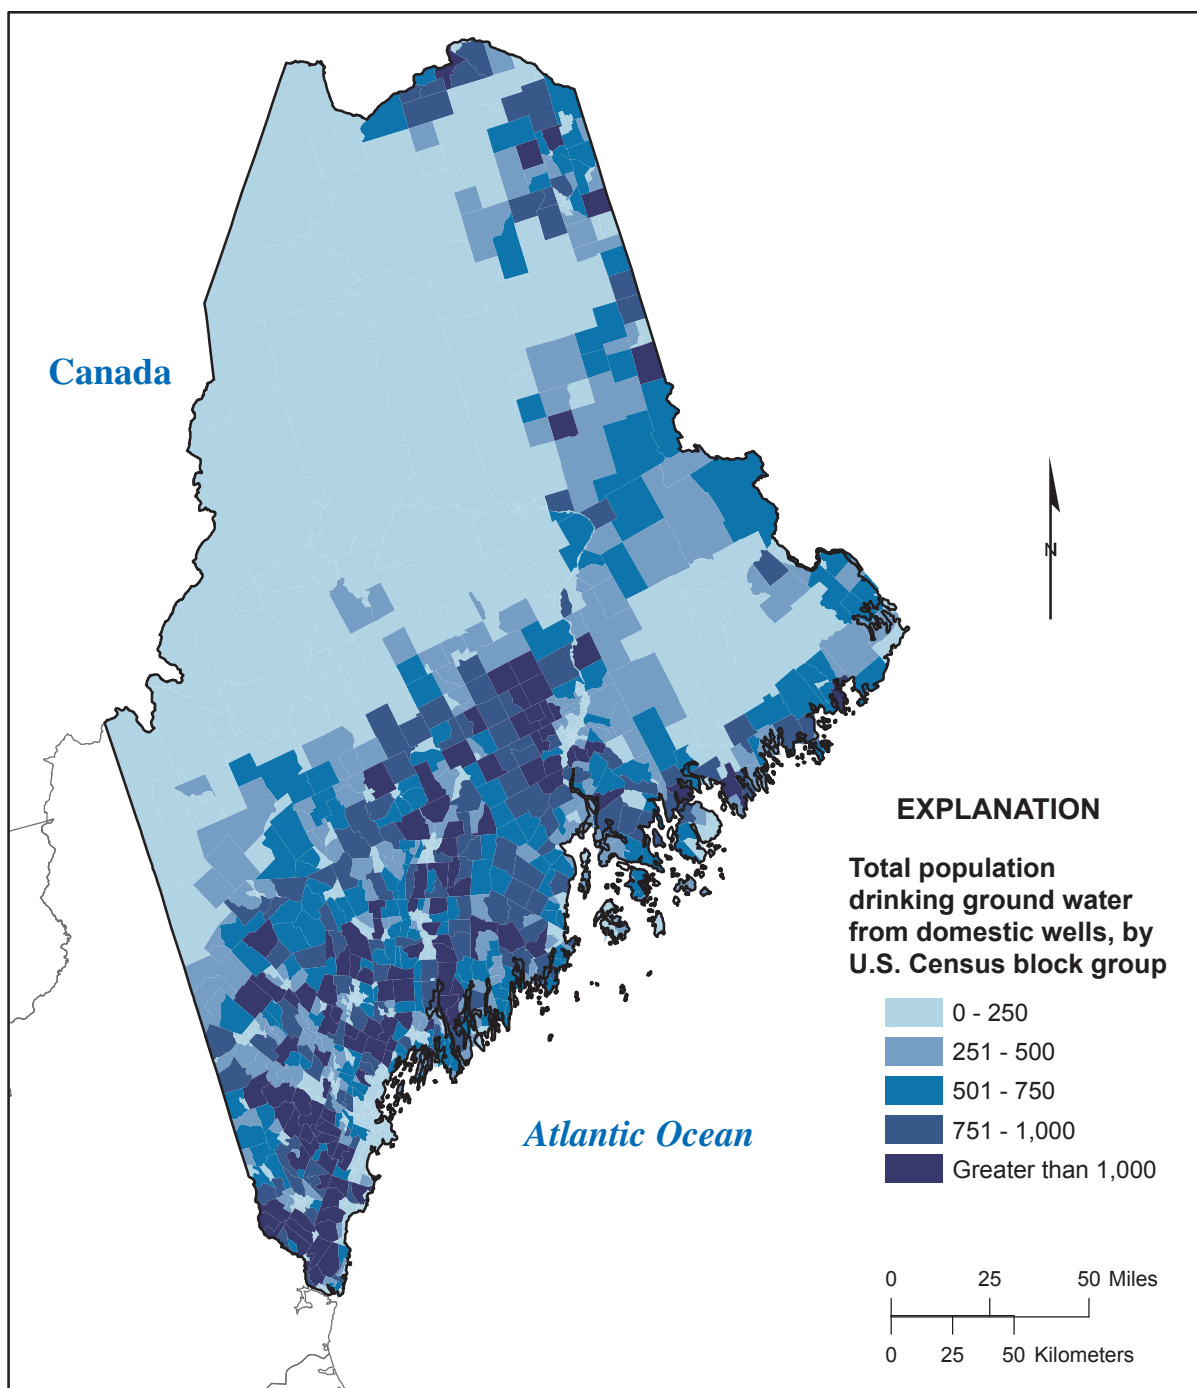 Canada
N
Atlantic Ocean
EXPLANATION
Total population
drinking ground water
from domestic wells, by
U.S. Census block group
0 - 250
251 - 500
501 - 750
751 - 1,000
Greater than 1,000
0 25 50 Miles
0 25 50 Kilometers